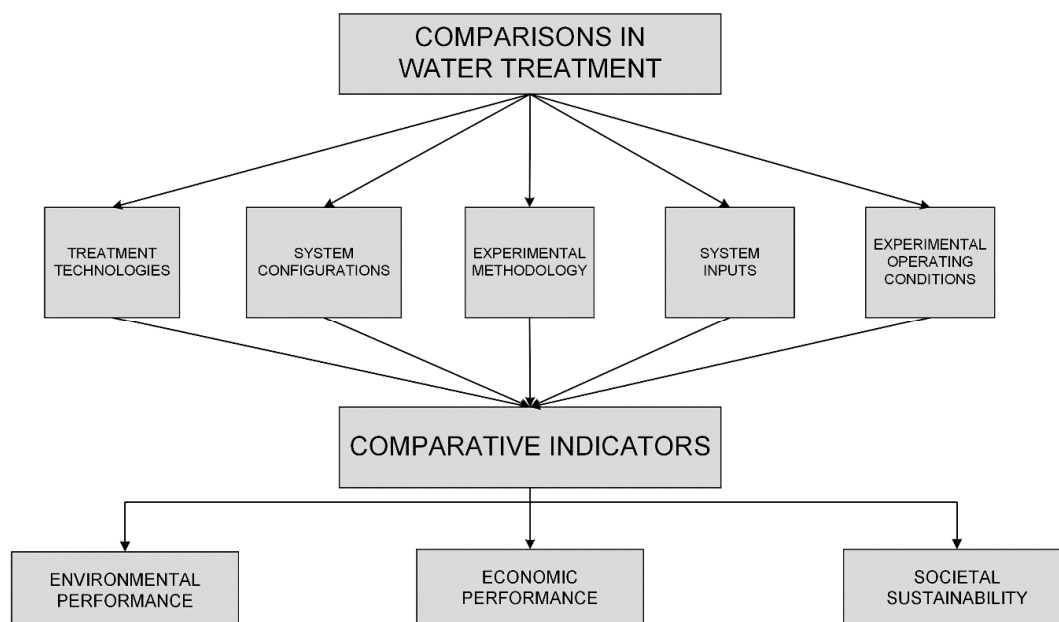 COMPARISONS IN
WATER TREATMENT
TREATMENT
TECHNOLOGIES
SYSTEM
CONFIGURATIONS
EXPERIMENTAL
METHODOLOGY
SYSTEM
INPUTS
EXPERIMENTAL
OPERATING
CONDITIONS
COMPARATIVE INDICATORS
ENVIRONMENTAL
PERFORMANCE
ECONOMIC
PERFORMANCE
SOCIETAL
SUSTAINABILITY